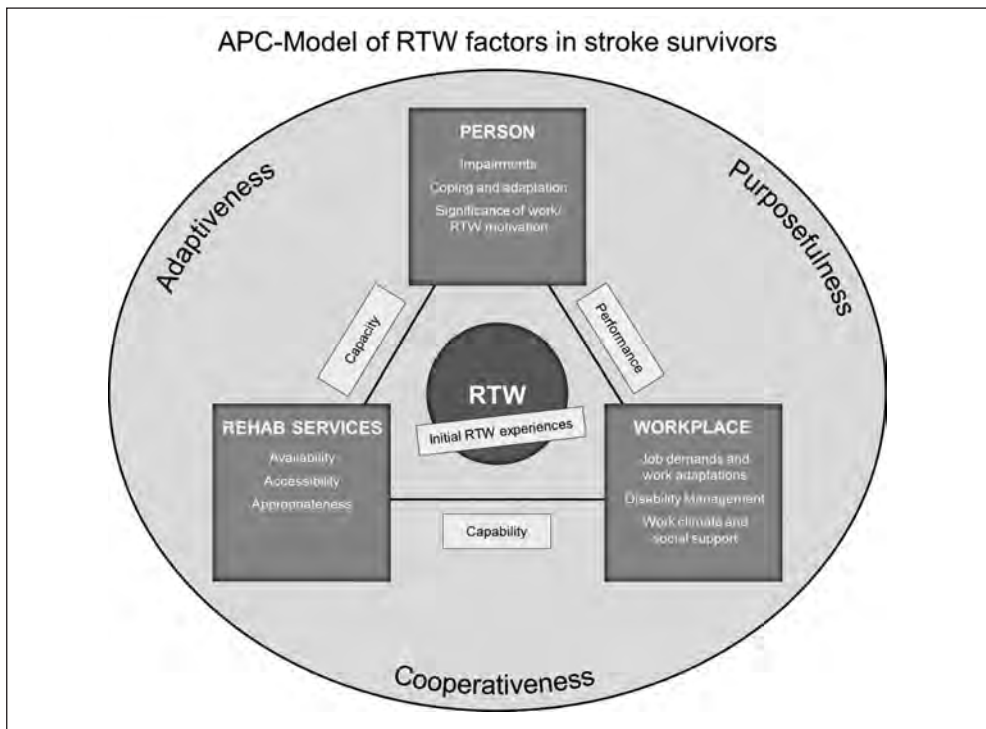 APC-Model of RTW factors in stroke survivors
Adaptiveness
Purposefulness
PERSON
Impairments
Coping and adaptation
Significance of work/
RTW motivation
Capacity
Performance
RTW
Initial RTW experiences
REHAB SERVICES
Availability
Accessibility
Appropriateness
WORKPLACE
Job demands and
work adaptations
Disability Management
Work climate and
social support
Capability
Cooperativeness